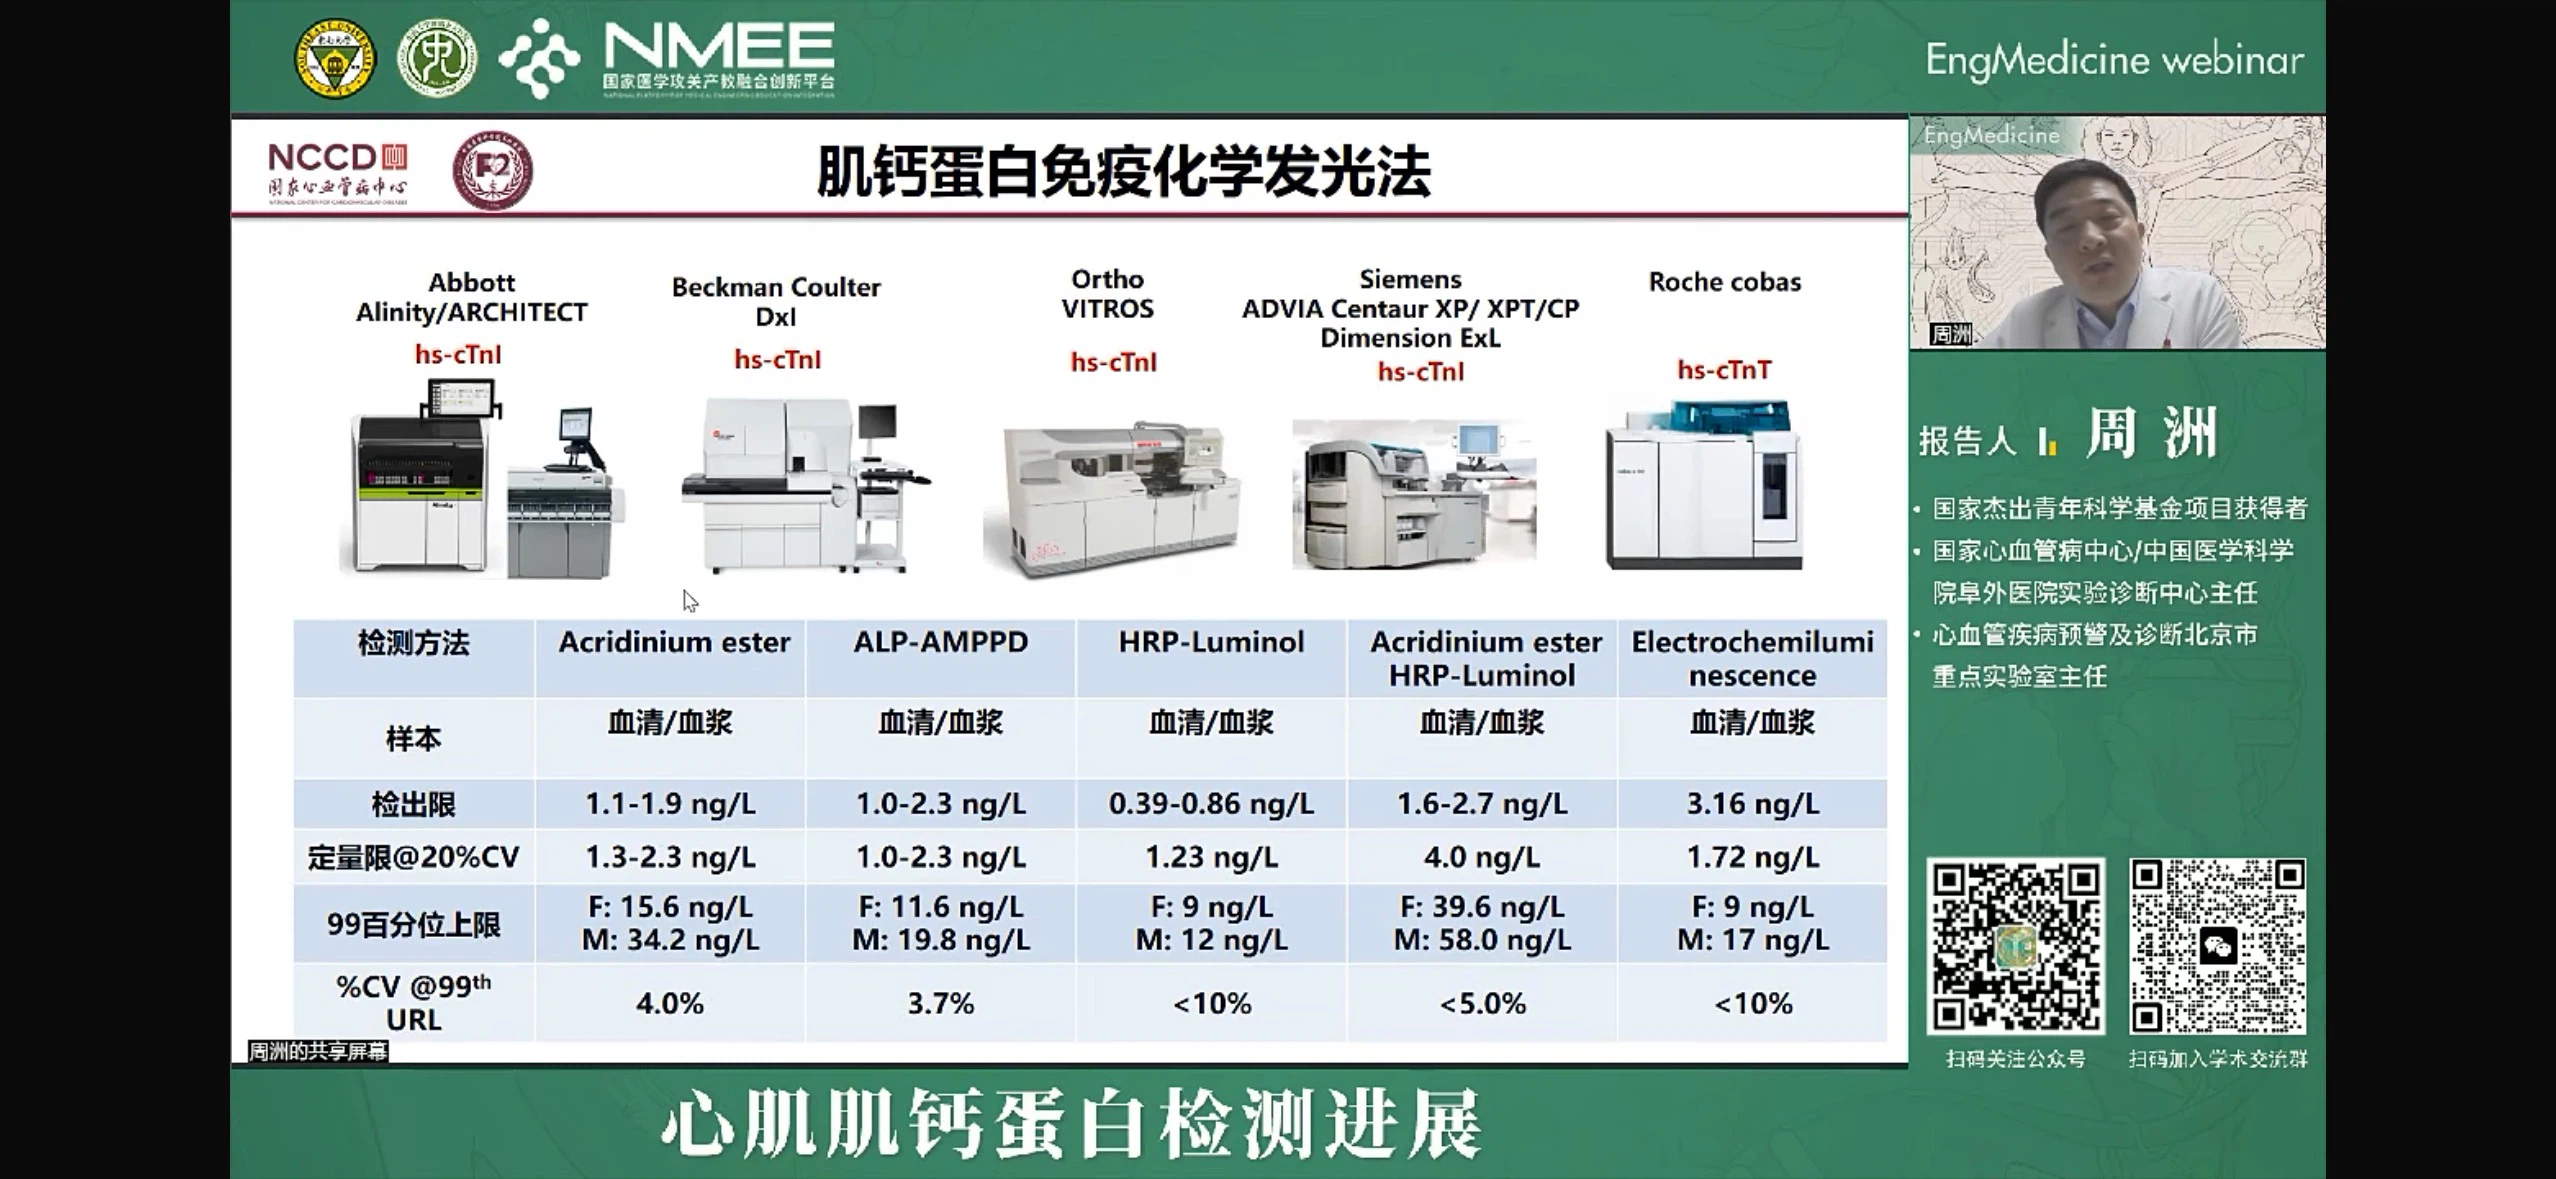 NMEE
国家医学攻关产教融合创新平台
EngMedicine webinar
NCCD
国家心血管病中心
NATIONAL CENTER FOR CARDIOVASCULAR DISEASES
肌钙蛋白免疫化学发光法
EngMedicine
周洲
Abbott
Alinity/ARCHITECT
hs-cTnI
Beckman Coulter
DxI
hs-cTnI
Ortho
VITROS
hs-cTnI
Siemens
ADVIA Centaur XP/ XPT/CP
Dimension ExL
hs-cTnI
Roche cobas
hs-cTnT
检测方法 Acridinium ester ALP-AMPPD HRP-Luminol Acridinium ester HRP-Luminol Electrochemilumi nescence
样本 血清/血浆 血清/血浆 血清/血浆 血清/血浆 血清/血浆
检出限 1.1-1.9 ng/L 1.0-2.3 ng/L 0.39-0.86 ng/L 1.6-2.7 ng/L 3.16 ng/L
定量限@20%CV 1.3-2.3 ng/L 1.0-2.3 ng/L 1.23 ng/L 4.0 ng/L 1.72 ng/L
99百分位上限 F: 15.6 ng/L M: 34.2 ng/L F: 11.6 ng/L M: 19.8 ng/L F: 9 ng/L M: 12 ng/L F: 39.6 ng/L M: 58.0 ng/L F: 9 ng/L M: 17 ng/L
%CV @99th URL 4.0% 3.7% <10% <5.0% <10%
周洲的共享屏幕
报告人 周洲
• 国家杰出青年科学基金项目获得者
• 国家心血管病中心/中国医学科学
院阜外医院实验诊断中心主任
• 心血管疾病预警及诊断北京市
重点实验室主任
扫码关注公众号
扫码加入学术交流群
心肌肌钙蛋白检测进展